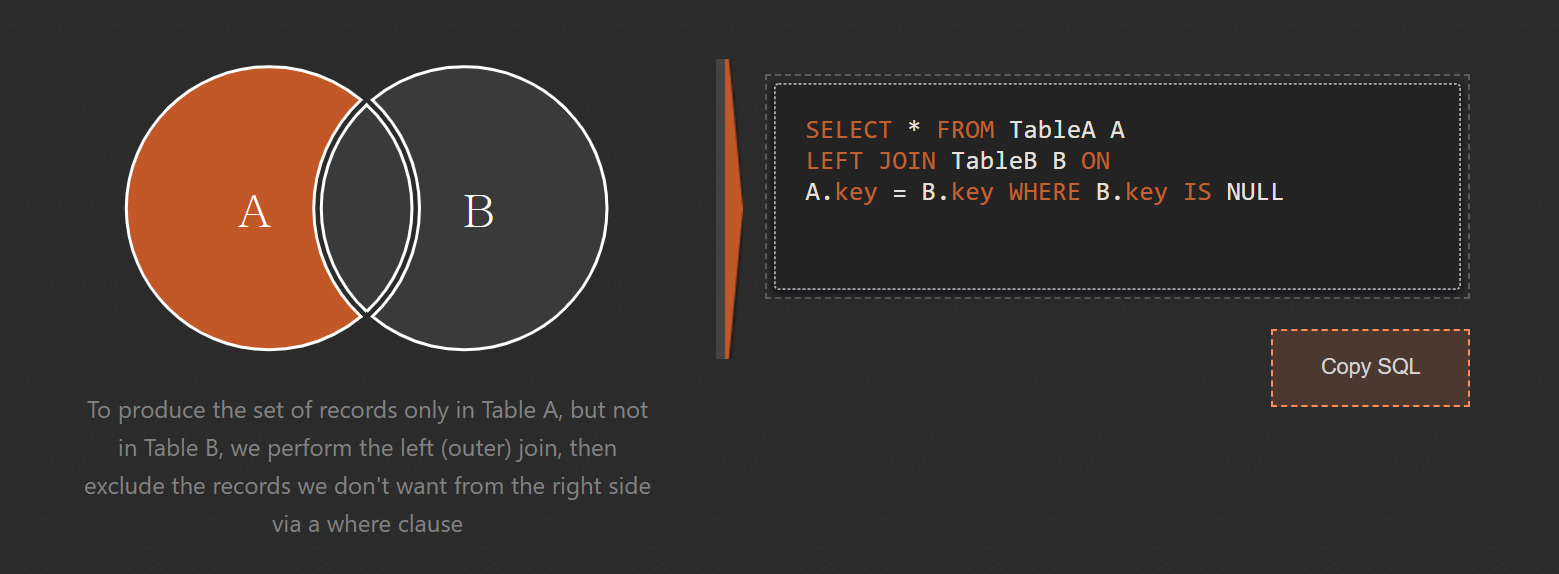 A
B
To produce the set of records only in Table A, but not
in Table B, we perform the left (outer) join, then
exclude the records we don't want from the right side
via a where clause
SELECT * FROM TableA A
LEFT JOIN TableB B ON
A.key = B.key WHERE B.key IS NULL
Copy SQL